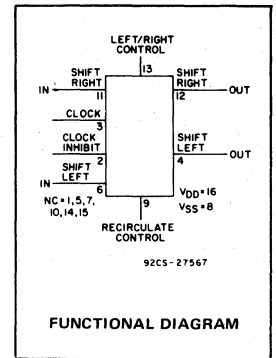 LEFT/RIGHT
CONTROL
13
SHIFT
RIGHT
IN
11
SHIFT
RIGHT
12
OUT
CLOCK
3
CLOCK
INHIBIT
2
SHIFT
LEFT
4
OUT
SHIFT
LEFT
IN
6
NC = 1, 5, 7,
10, 14, 15
9
VDD = 16
VSS = 8
RECIRCULATE
CONTROL
92CS-27567
FUNCTIONAL DIAGRAM